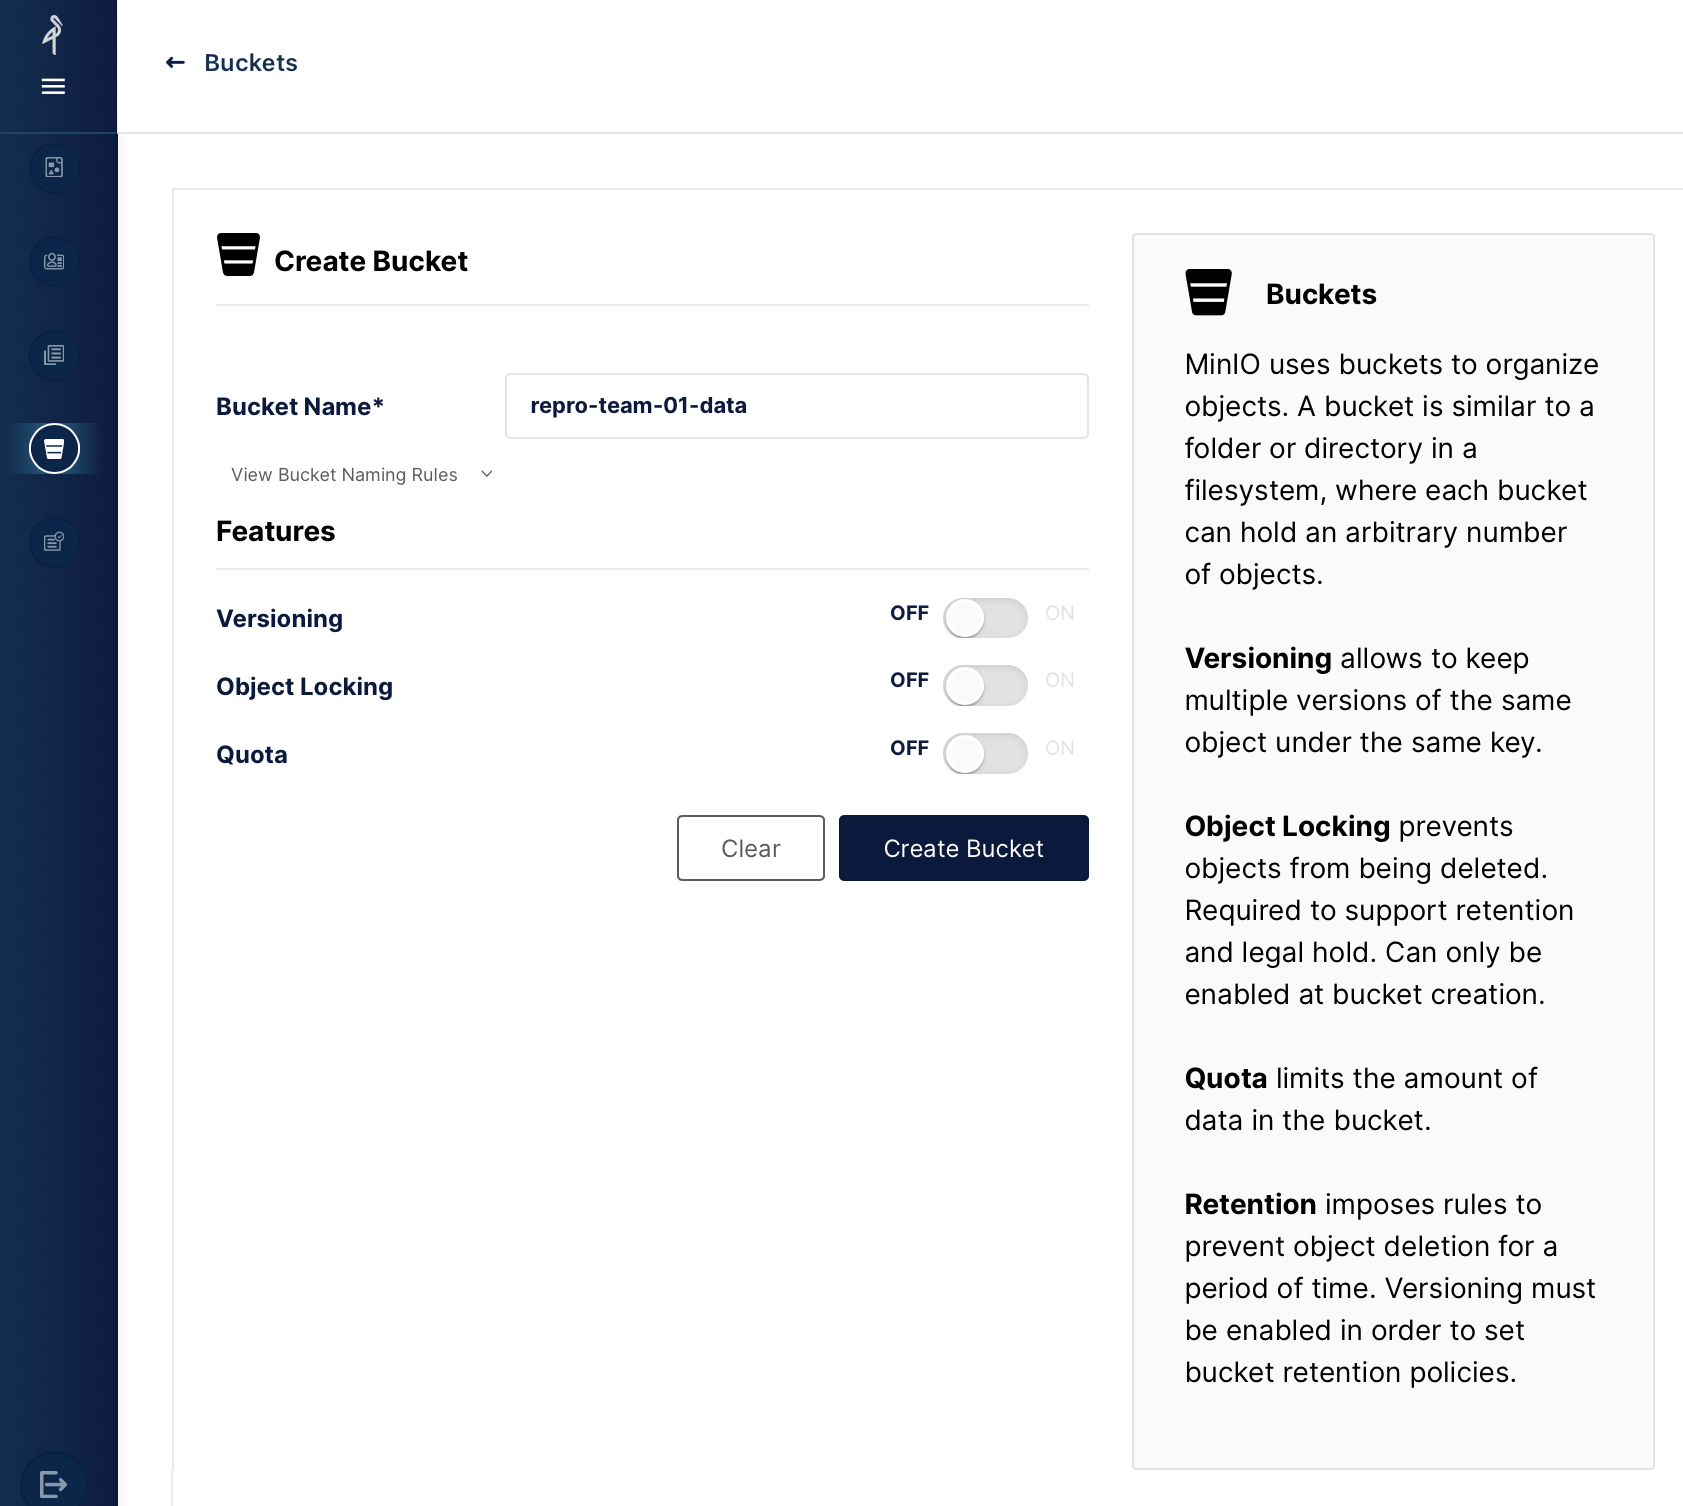 Buckets
Create Bucket
Bucket Name*
repro-team-01-data
View Bucket Naming Rules
Features
Versioning
OFF
ON
Object Locking
OFF
ON
Quota
OFF
ON
Clear
Create Bucket
Buckets
MinIO uses buckets to organize
objects. A bucket is similar to a
folder or directory in a
filesystem, where each bucket
can hold an arbitrary number
of objects.
Versioning allows to keep
multiple versions of the same
object under the same key.
Object Locking prevents
objects from being deleted.
Required to support retention
and legal hold. Can only be
enabled at bucket creation.
Quota limits the amount of
data in the bucket.
Retention imposes rules to
prevent object deletion for a
period of time. Versioning must
be enabled in order to set
bucket retention policies.